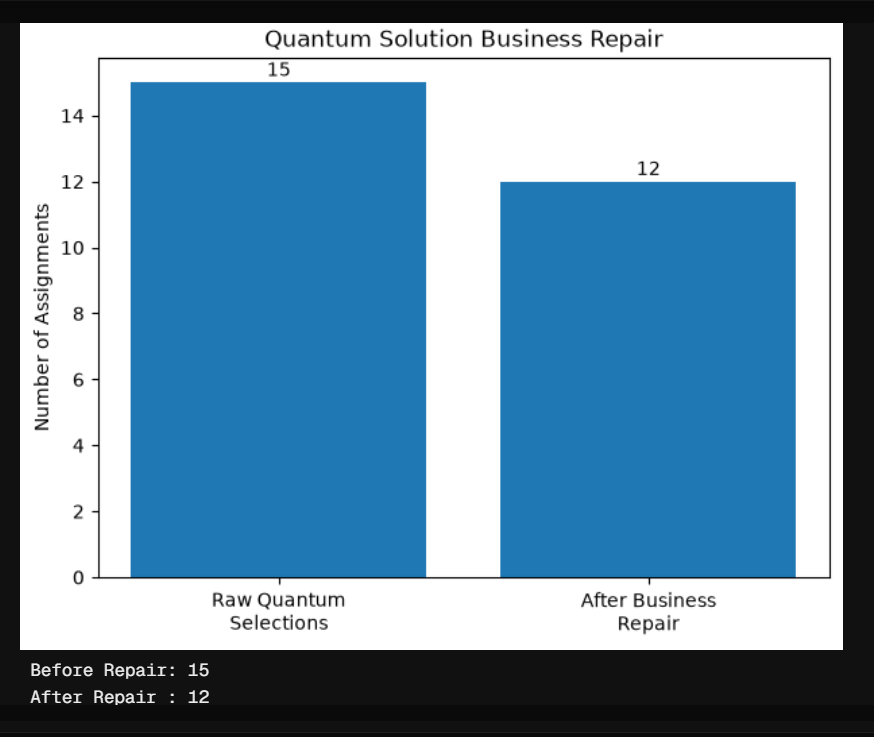 Quantum Solution Business Repair
15
12
Number of Assignments
14
12
10
8
6
4
2
0
Raw Quantum
Selections
After Business
Repair
Before Repair: 15
After Repair : 12